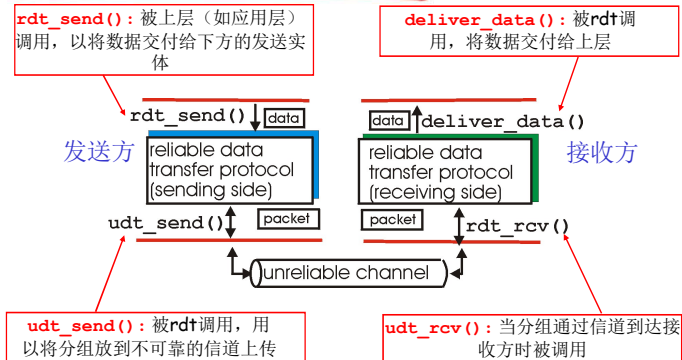 rdt_send()：被上层（如应用层）
调用，以将数据交付给下方的发送实
体
deliver_data()：被rdt调
用，将数据交付给上层
rdt_send()
data
data
deliver_data()
发送方
reliable data
transfer protocol
(sending side)
reliable data
transfer protocol
(receiving side)
接收方
udt_send()
packet
packet
rdt_rcv()
unreliable channel
udt_send()：被rdt调用，用
以将分组放到不可靠的信道上传
udt_rcv()：当分组通过信道到达接
收方时被调用